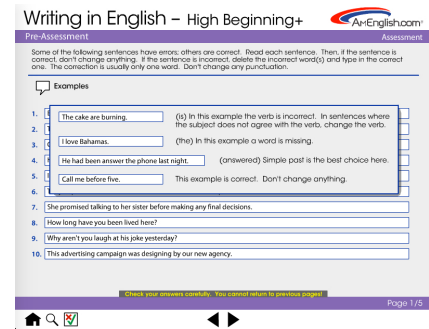 Writing in English – High Beginning+
AMEnglish.com
Pre-Assessment
Assessment
Some of the following sentences have errors; others are correct. Read each sentence. Then, if the sentence is
correct, don't change anything. If the sentence is incorrect, delete the incorrect word(s) and type in the correct
one. The correction is usually only one word. Don't change any punctuation.
Examples
The cake are burning.
(is) In this example the verb is incorrect. In sentences where
the subject does not agree with the verb, change the verb.
I love Bahamas.
(the) In this example a word is missing.
He had been answer the phone last night.
(answered) Simple past is the best choice here.
Call me before five.
This example is correct. Don't change anything.
1.
2.
3.
4.
5.
6.
7. She promised talking to her sister before making any final decisions.
8. How long have you been lived here?
9. Why aren't you laugh at his joke yesterday?
10. This advertising campaign was designing by our new agency.
Check your answers carefully. You cannot return to previous pages!
Page 1/5